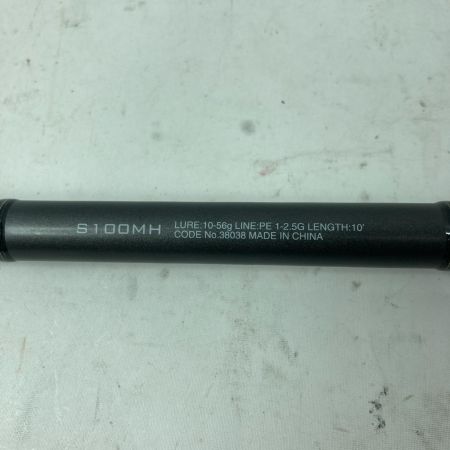 S100MH
LURE:10-56g LINE:PE 1-2.5G LENGTH:10'
CODE No.38038 MADE IN CHINA